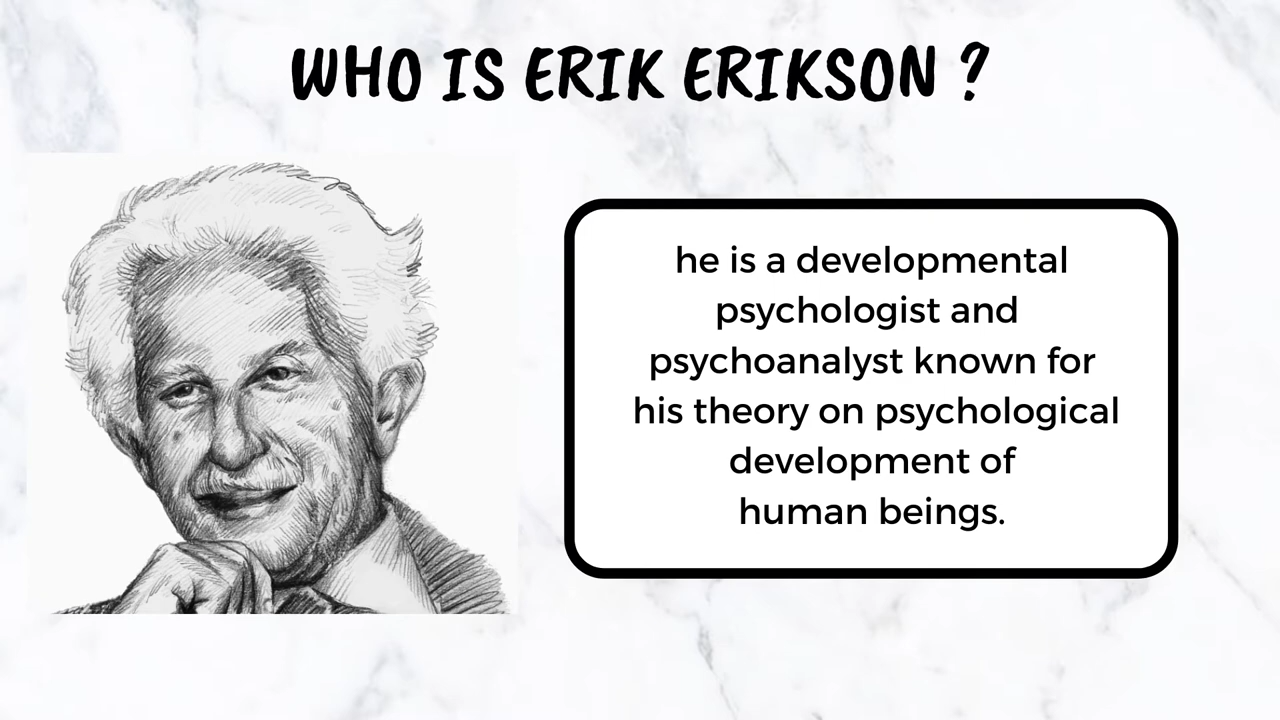 WHO IS ERIK ERIKSON ?
he is a developmental
psychologist and
psychoanalyst known for
his theory on psychological
development of
human beings.